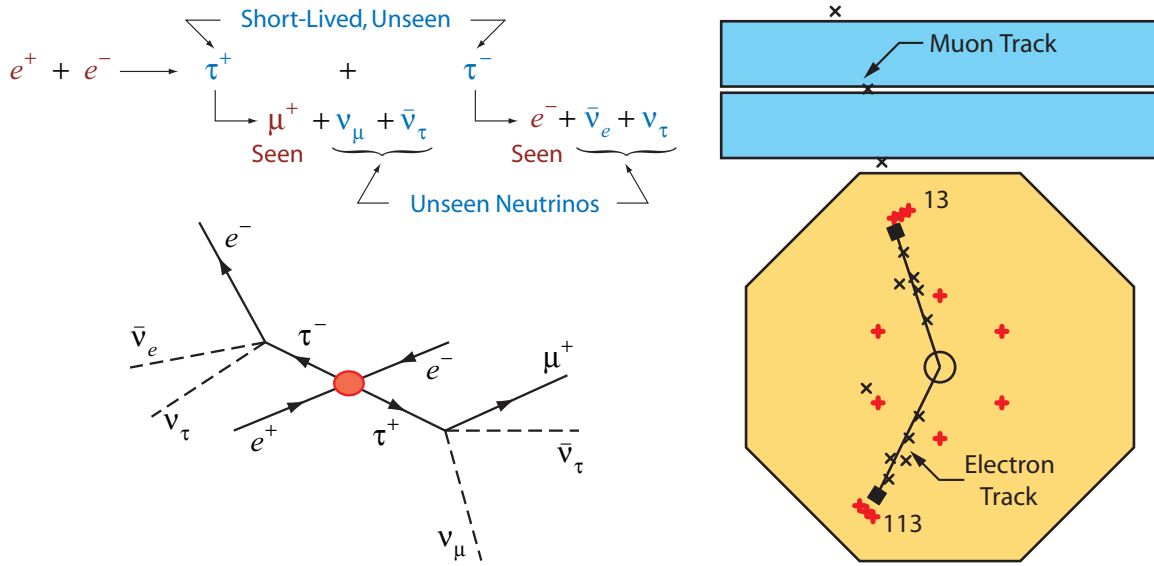 Short-Lived, Unseen
e⁺ + e⁻ τ⁺ + τ⁻
μ⁺ + ν_μ + ν̄_τ e⁻ + ν̄_e + ν_τ
Seen Seen
Unseen Neutrinos
e⁻
ν̄_e
τ⁻
ν_τ
e⁻
e⁺
τ⁺
μ⁺
ν̄_τ
ν_μ
Muon Track
13
Electron
Track
113